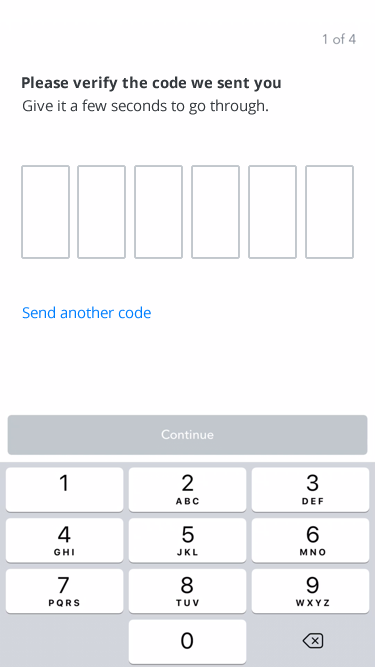 1 of 4
Please verify the code we sent you
Give it a few seconds to go through.
Send another code
Continue
1 2 3
ABC DEF
4 5 6
GHI JKL MNO
7 8 9
PQRS TUV WXYZ
0